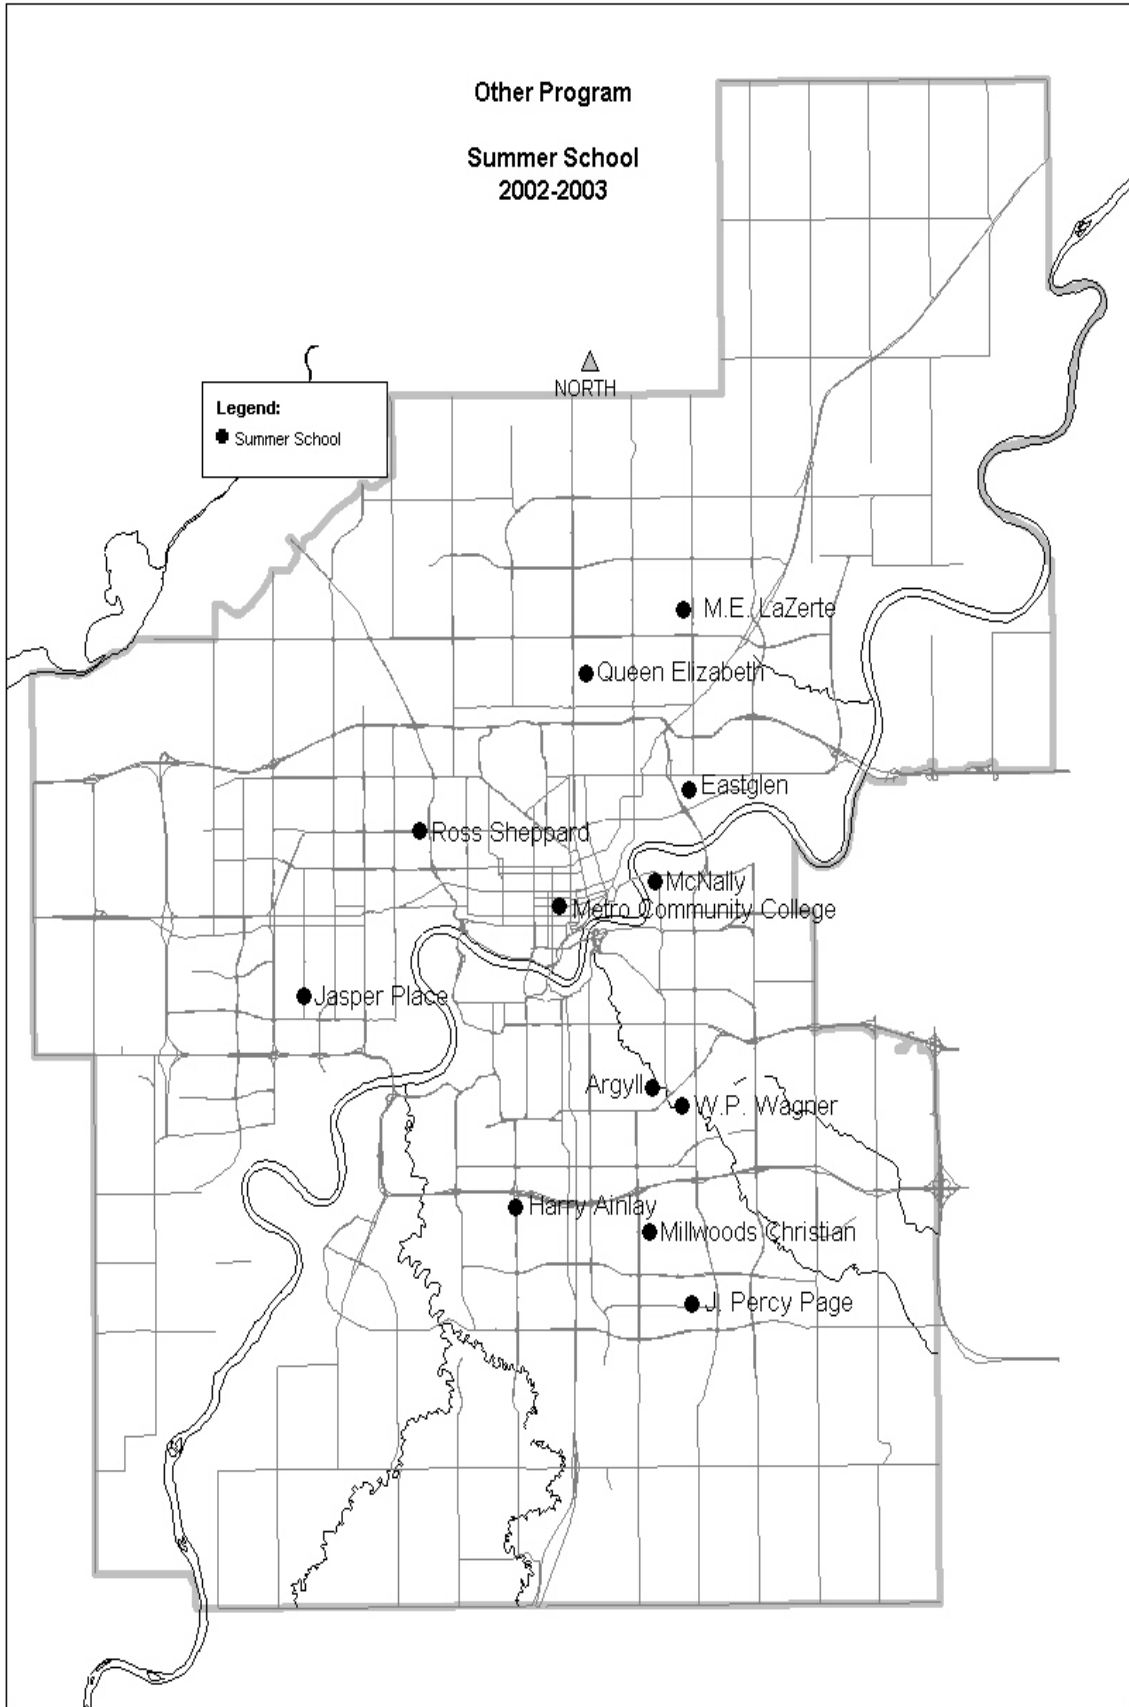 Other Program
Summer School
2002-2003
NORTH
Legend:
Summer School
M.E. LaZerte
Queen Elizabeth
Eastglen
Ross Sheppard
McNally
Metro Community College
Jasper Place
Argyll
W.P. Wagner
Harry Ainlay
Millwoods Christian
J. Percy Page